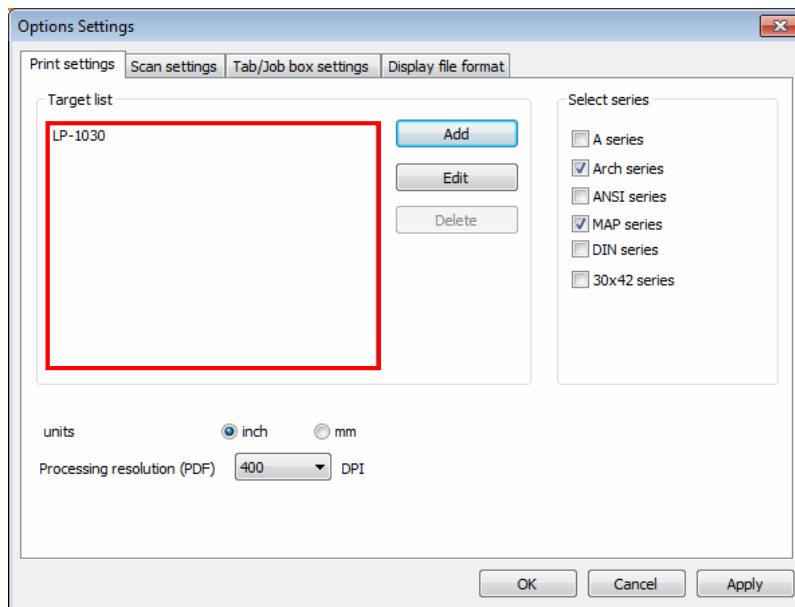 Options Settings
Print settings
Scan settings
Tab/Job box settings
Display file format
Target list
LP-1030
Add
Edit
Delete
Select series
A series
Arch series
ANSI series
MAP series
DIN series
30x42 series
units
inch
mm
Processing resolution (PDF)
400
DPI
OK
Cancel
Apply